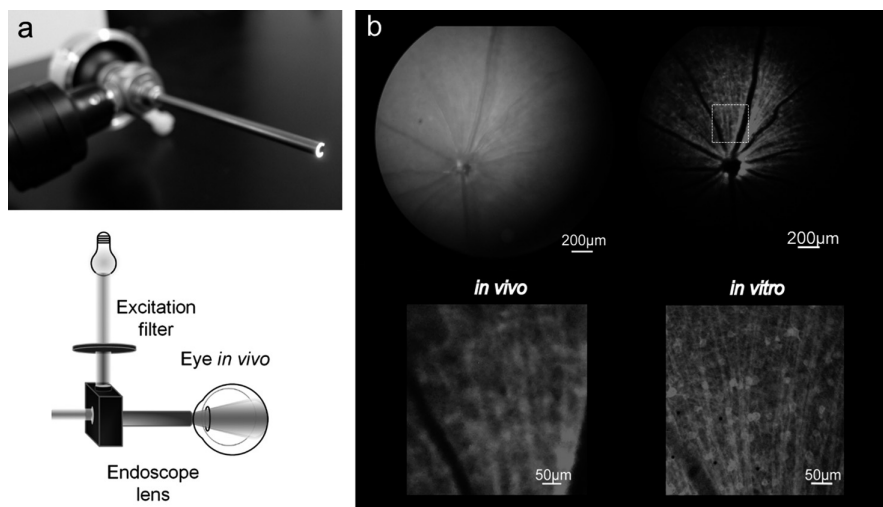 a
Excitation
filter
Eye in vivo
Endoscope
lens
b
200µm
200µm
in vivo
in vitro
50µm
50µm